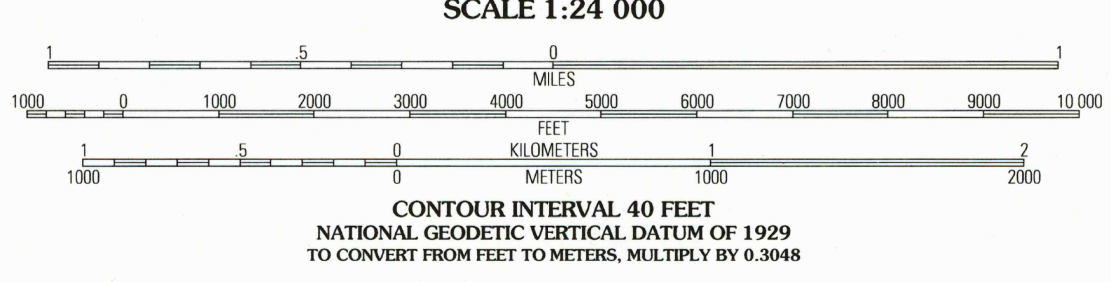 SCALE 1:24 000
1 .5 0 1
MILES
1000 0 1000 2000 3000 4000 5000 6000 7000 8000 9000 10 000
FEET
1 .5 0 KILOMETERS 1 2
1000 0 METERS 1000 2000
CONTOUR INTERVAL 40 FEET
NATIONAL GEODETIC VERTICAL DATUM OF 1929
TO CONVERT FROM FEET TO METERS, MULTIPLY BY 0.3048